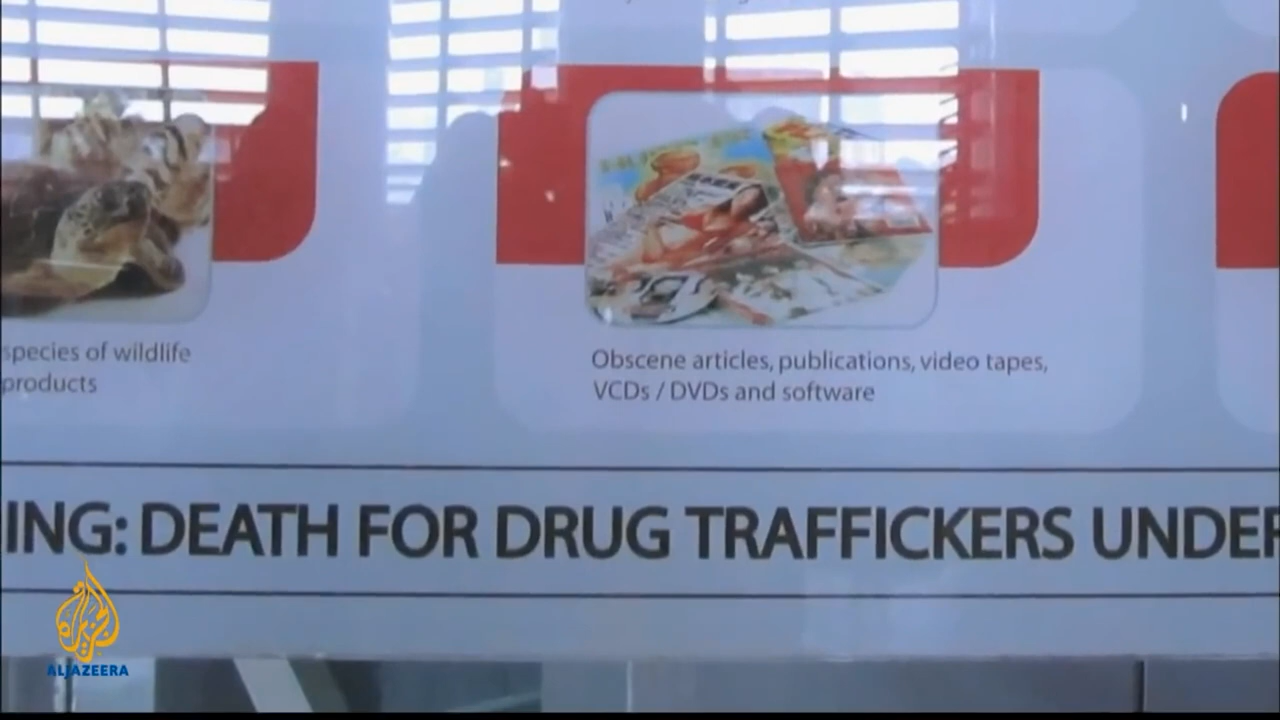 species of wildlife
products
Obscene articles, publications, video tapes,
VCDs / DVDs and software
ING: DEATH FOR DRUG TRAFFICKERS UNDER
الجزيرة
ALJAZEERA